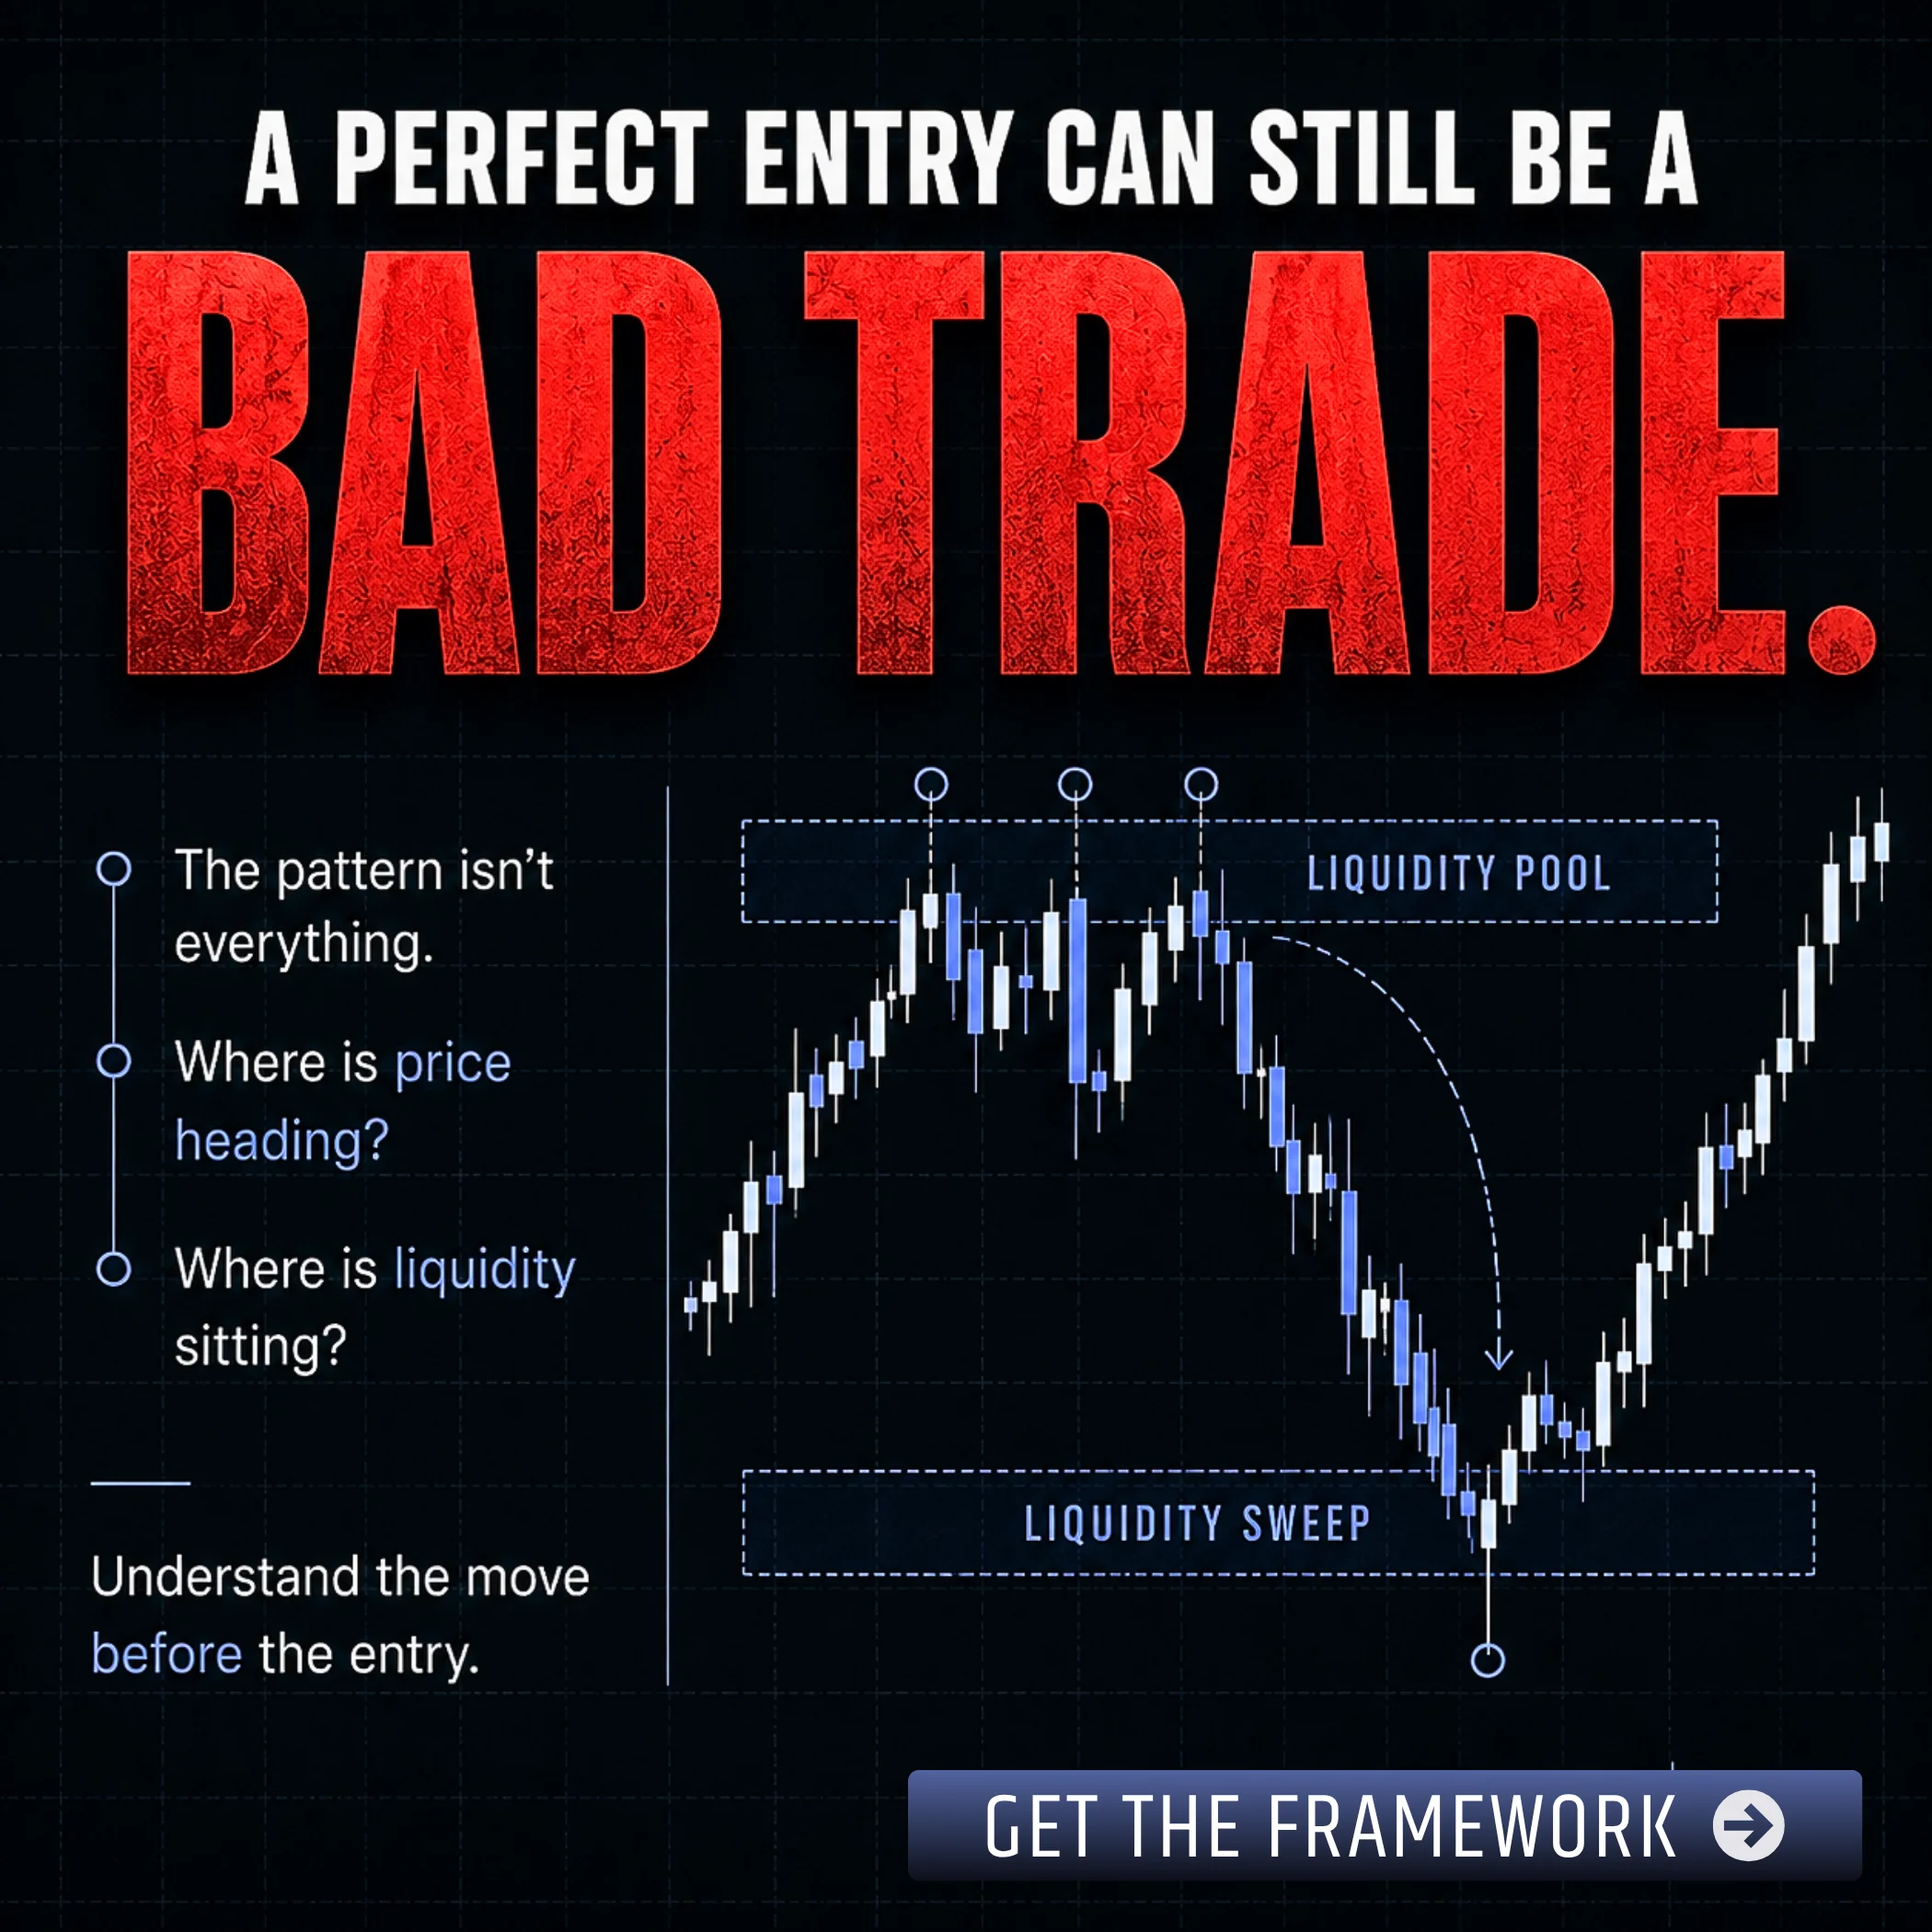 A PERFECT ENTRY CAN STILL BE A
BAD TRADE.
The pattern isn’t
everything.
Where is price
heading?
Where is liquidity
sitting?
Understand the move
before the entry.
LIQUIDITY POOL
LIQUIDITY SWEEP
GET THE FRAMEWORK